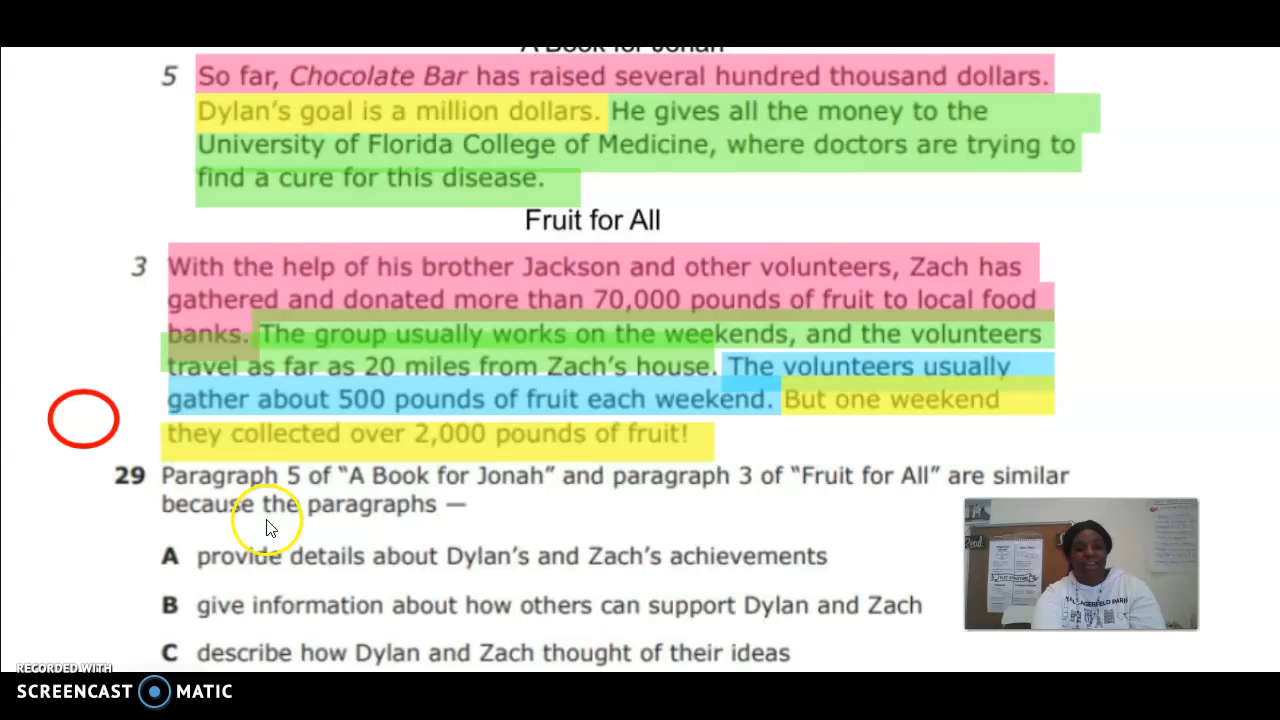 A Book for Jonah
5 So far, Chocolate Bar has raised several hundred thousand dollars.
Dylan's goal is a million dollars. He gives all the money to the
University of Florida College of Medicine, where doctors are trying to
find a cure for this disease.
Fruit for All
3 With the help of his brother Jackson and other volunteers, Zach has
gathered and donated more than 70,000 pounds of fruit to local food
banks. The group usually works on the weekends, and the volunteers
travel as far as 20 miles from Zach's house. The volunteers usually
gather about 500 pounds of fruit each weekend. But one weekend
they collected over 2,000 pounds of fruit!
29 Paragraph 5 of “A Book for Jonah” and paragraph 3 of “Fruit for All” are similar
because the paragraphs —
A provide details about Dylan's and Zach's achievements
B give information about how others can support Dylan and Zach
C describe how Dylan and Zach thought of their ideas
Read
RECORDED WITH
SCREENCAST MATIC